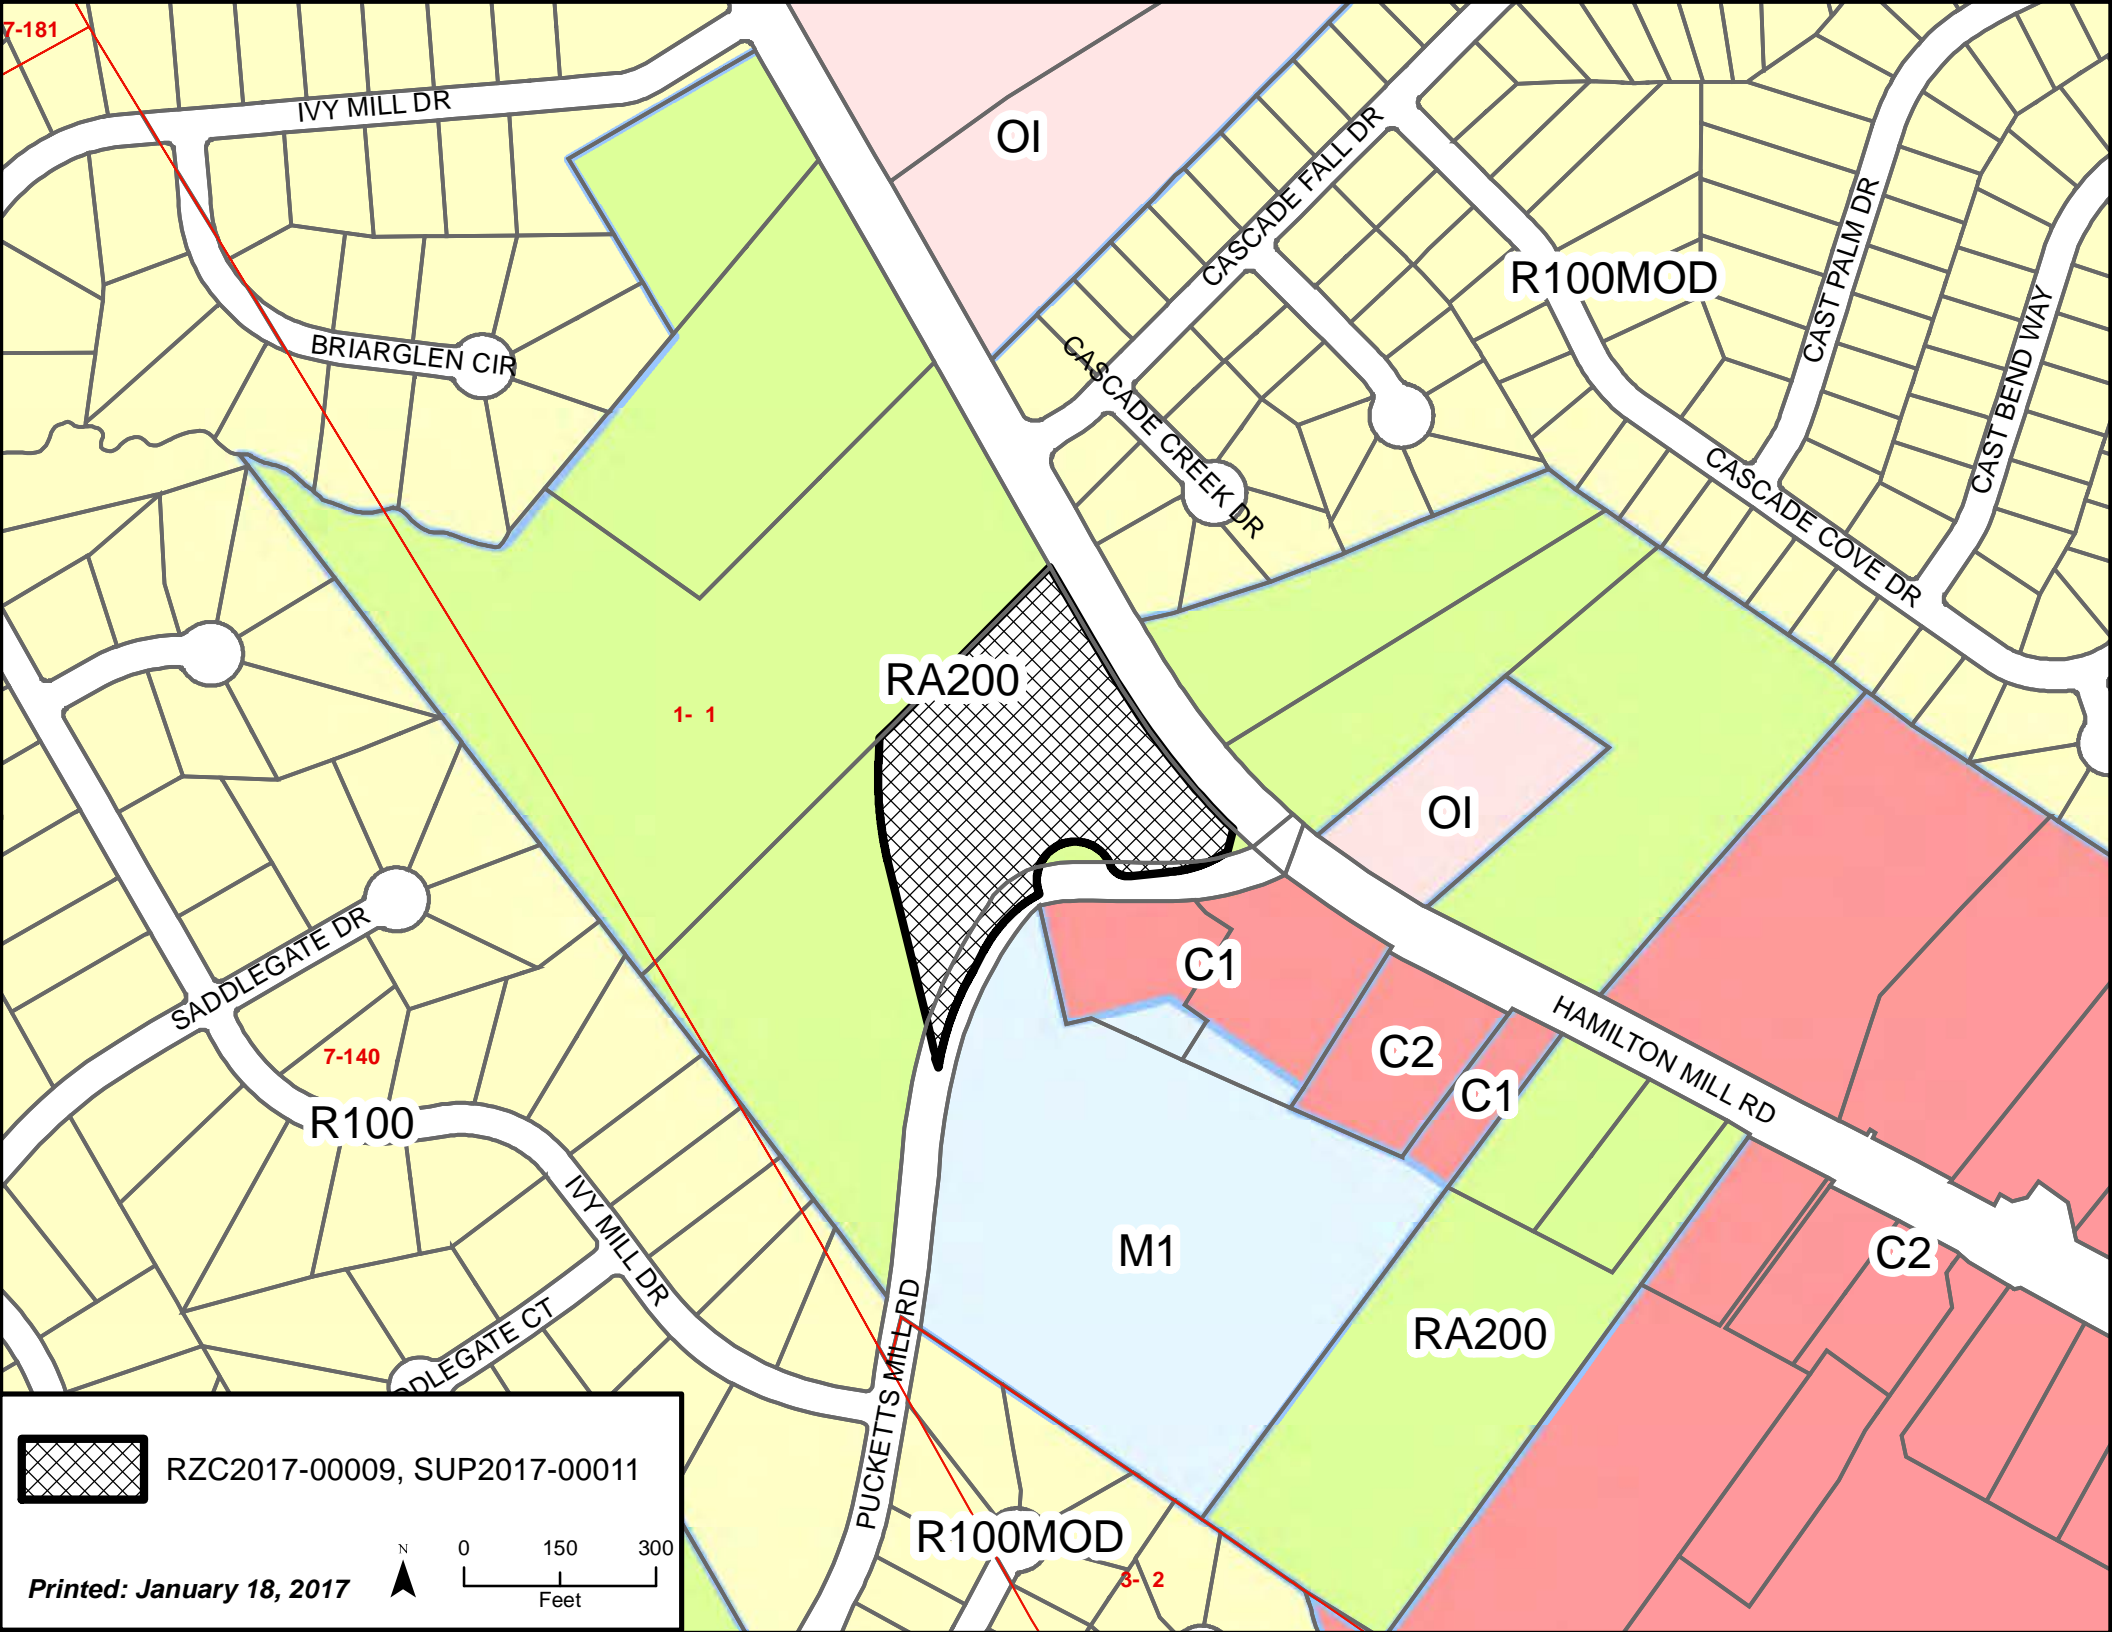 7-181
IVY MILL DR
OI
CASCADE FALL DR
R100MOD
CAST PALM DR
CAST BEND WAY
BRIARGLEN CIR
CASCADE CREEK DR
CASCADE COVE DR
RA200
1- 1
OI
SADDLEGATE DR
C1
HAMILTON MILL RD
C2
C1
7-140
R100
IVY MILL DR
M1
C2
RA200
DDLEGATE CT
PUCKETTS MILL RD
R100MOD
3- 2
RZC2017-00009, SUP2017-00011
N
0 150 300
Feet
Printed: January 18, 2017